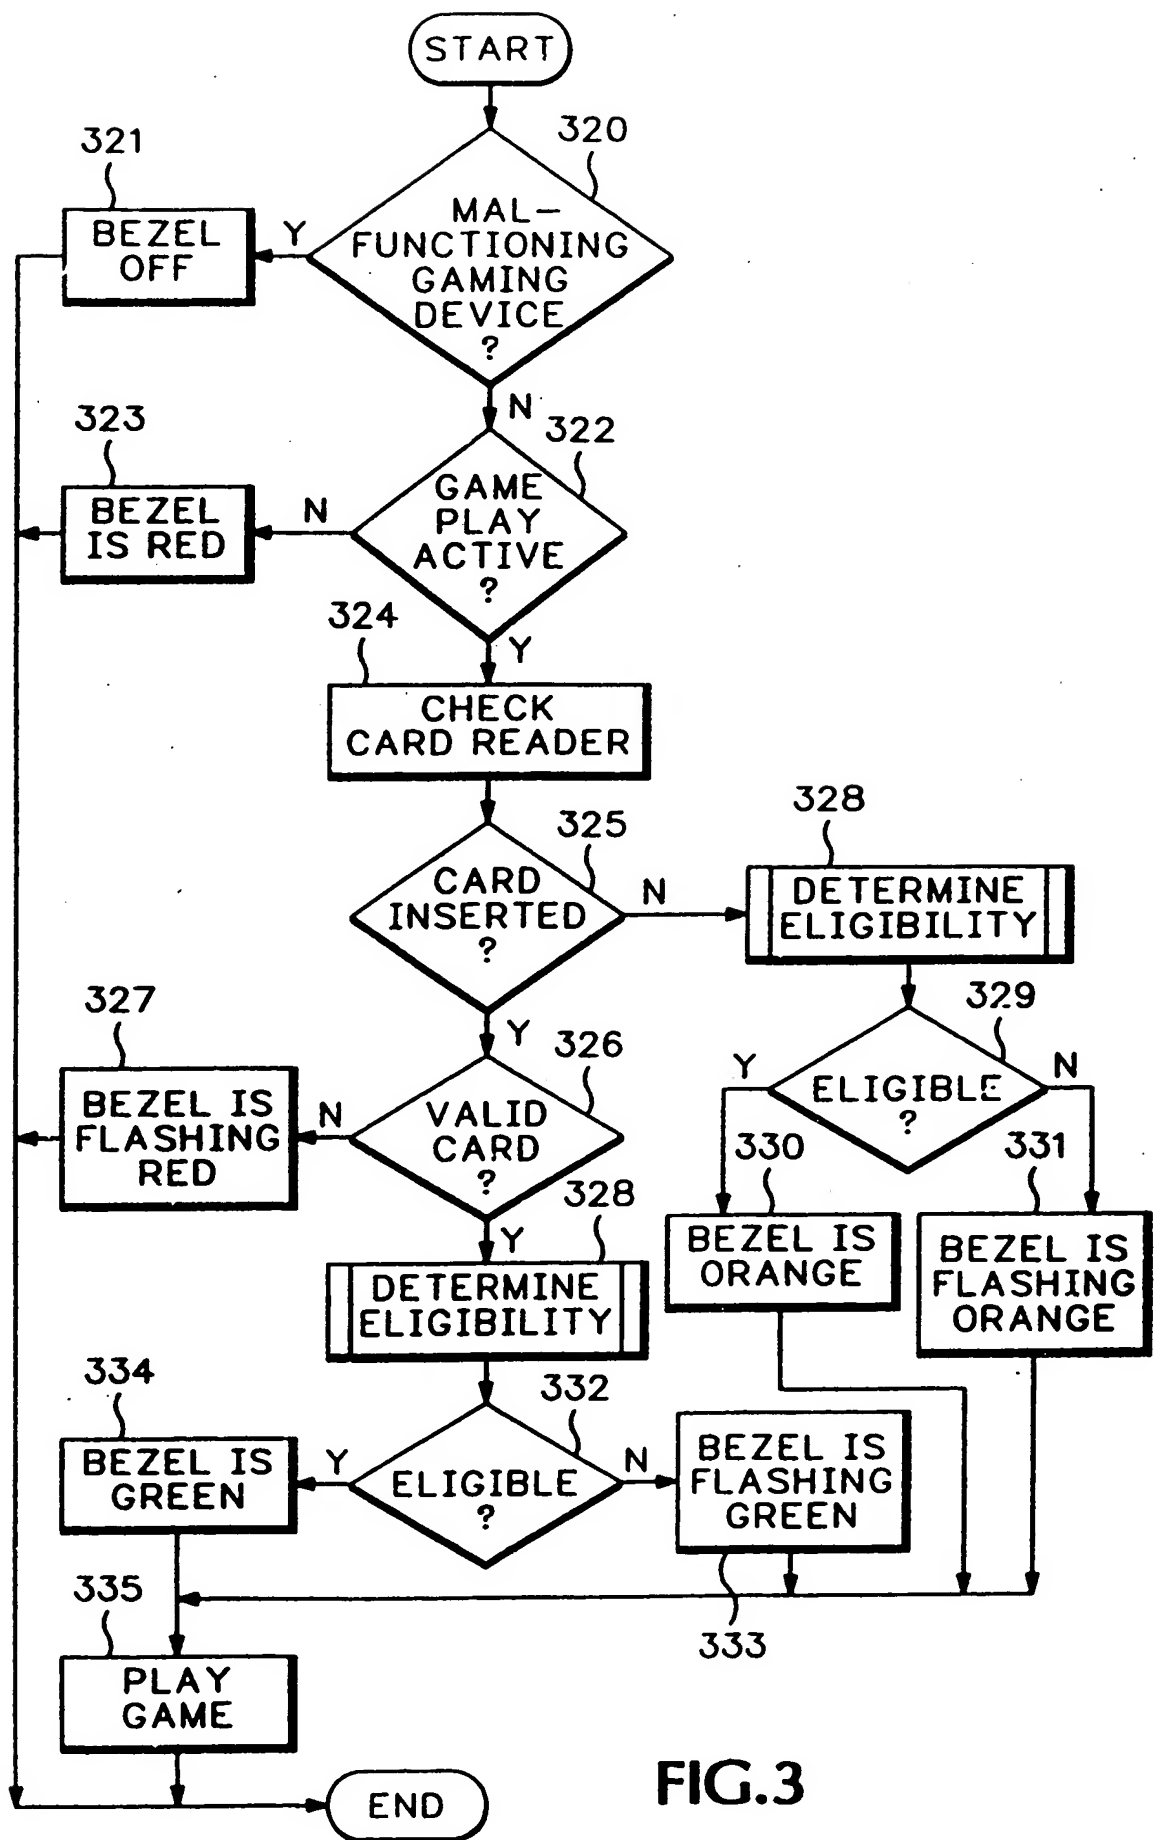 START
320
321
MAL-
FUNCTIONING
GAMING
DEVICE
?
Y
BEZEL
OFF
N
322
323
GAME
PLAY
ACTIVE
?
N
BEZEL
IS RED
Y
324
CHECK
CARD READER
325
CARD
INSERTED
?
N
328
DETERMINE
ELIGIBILITY
Y
329
ELIGIBLE
?
Y
N
326
327
VALID
CARD
?
N
BEZEL IS
FLASHING
RED
330
331
BEZEL IS
ORANGE
BEZEL IS
FLASHING
ORANGE
Y
328
DETERMINE
ELIGIBILITY
332
334
ELIGIBLE
?
Y
N
BEZEL IS
GREEN
BEZEL IS
FLASHING
GREEN
333
335
PLAY
GAME
END
FIG.3